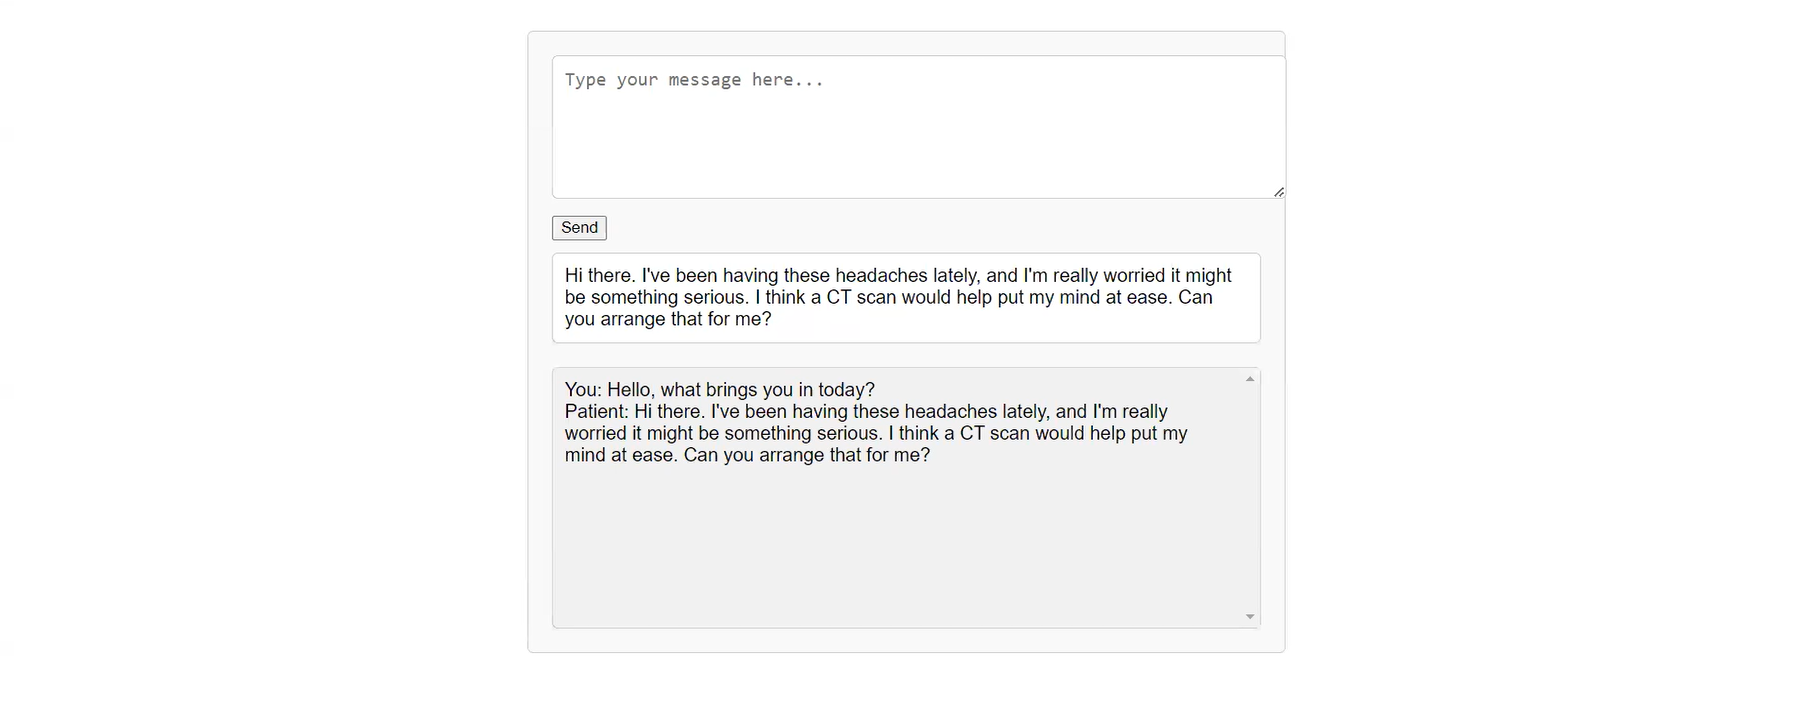 Type your message here...
Send
Hi there. I've been having these headaches lately, and I'm really worried it might
be something serious. I think a CT scan would help put my mind at ease. Can
you arrange that for me?
You: Hello, what brings you in today?
Patient: Hi there. I've been having these headaches lately, and I'm really
worried it might be something serious. I think a CT scan would help put my
mind at ease. Can you arrange that for me?